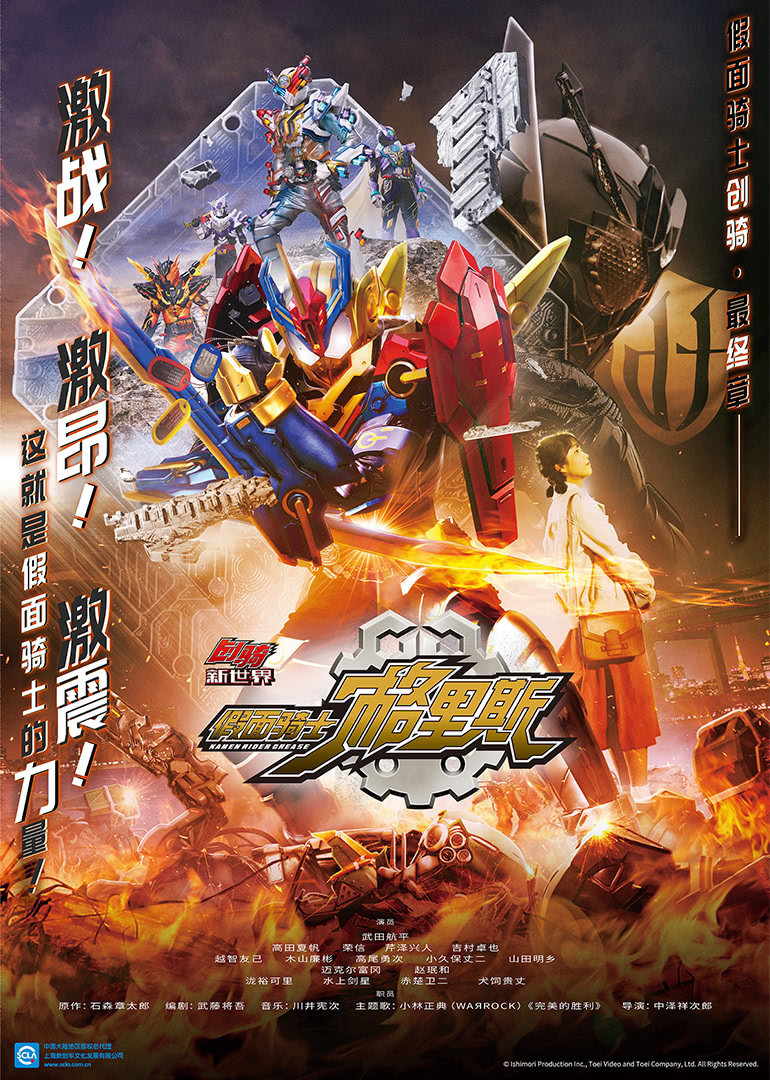 假面骑士创骑·最终章——
激战！
激昂！
激震！
这就是假面骑士的力量！
创骑
新世界
假面骑士
格里斯
KAMEN RIDER GREASE
演员
武田航平
高田夏帆 荣信 芹泽兴人 吉村卓也
越智友己 木山廉彬 高尾勇次 小久保丈二 山田明乡
迈克尔富冈 赵珉和
泷裕可里 水上剑星 赤楚卫二 犬饲贵丈
职员
原作：石森章太郎 编剧：武藤将吾 音乐：川井宪次 主题歌：小林正典（WAЯROCK）《完美的胜利》 导演：中泽祥次郎
SCLA
中国大陆地区版权总代理
上海新创华文化发展有限公司
www.scla.com.cn
© Ishimori Production Inc., Toei Video and Toei Company, Ltd. All Rights Reserved.